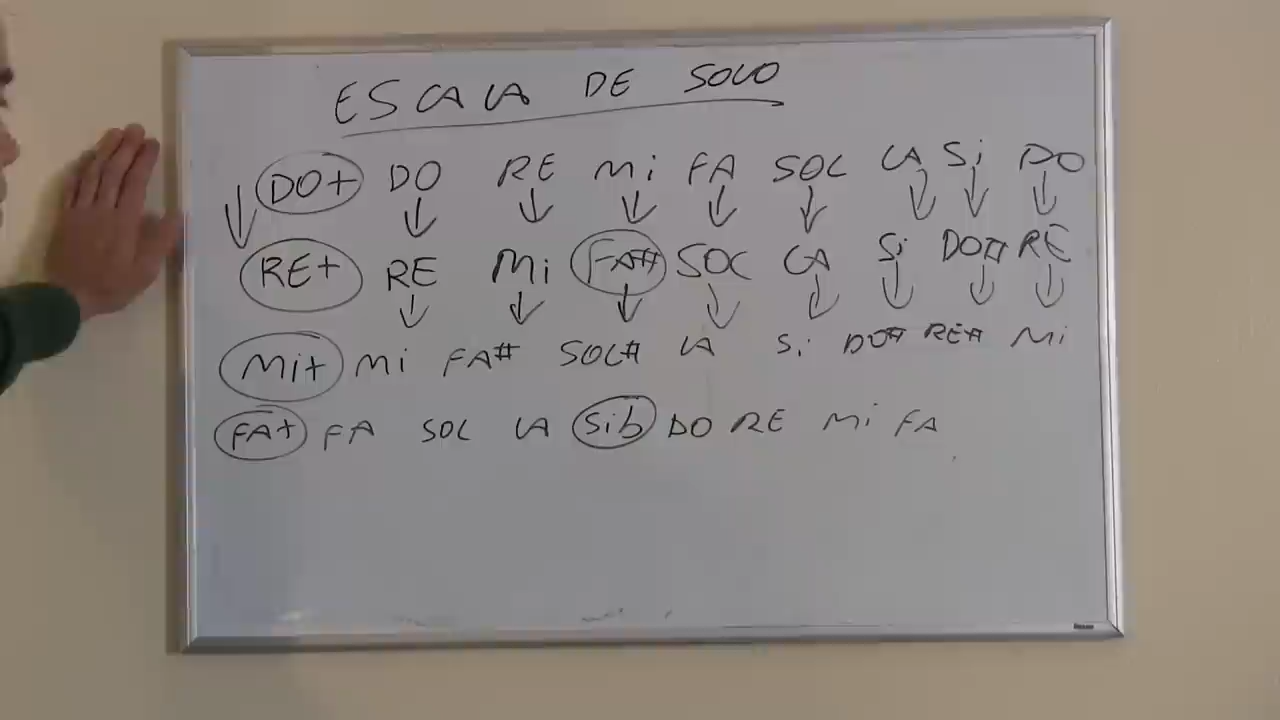 ESCALA DE SOLO
DO+ DO RE Mi FA SOL LA Si DO
RE+ RE Mi FA# SOL LA Si DO# RE
Mi+ Mi FA# SOL# LA Si DO# RE# Mi
FA+ FA SOL LA Sib DO RE Mi FA